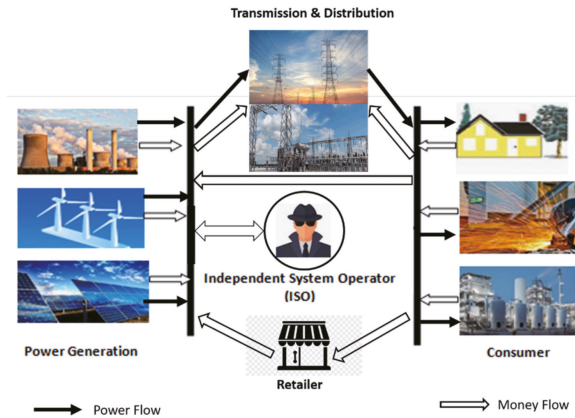 Transmission & Distribution
Independent System Operator
(ISO)
Power Generation
Consumer
Retailer
Power Flow
Money Flow